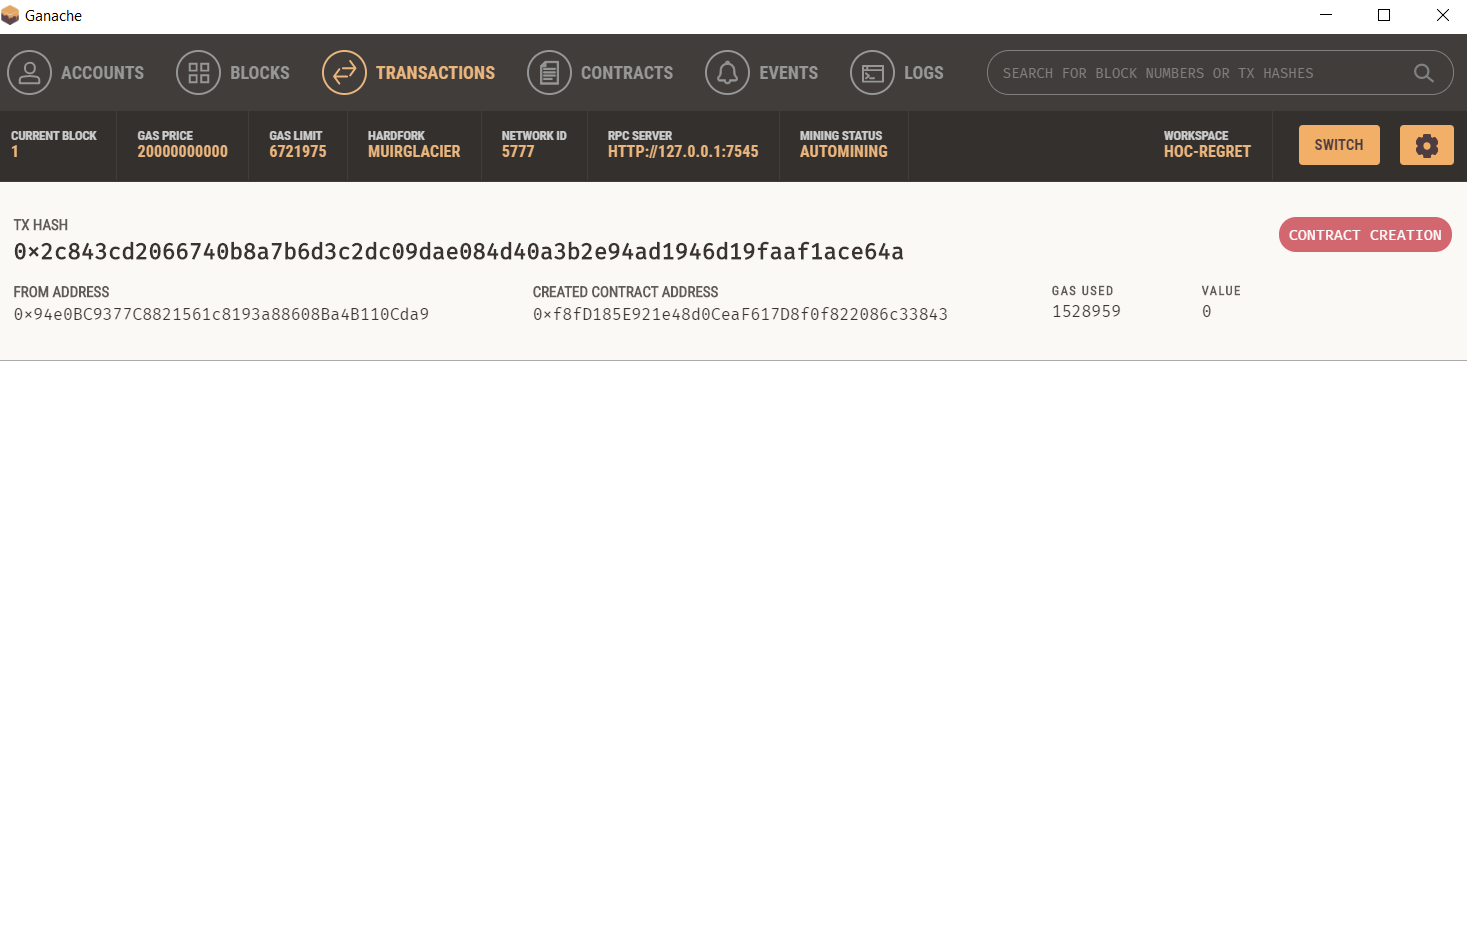 Ganache
ACCOUNTS BLOCKS TRANSACTIONS CONTRACTS EVENTS LOGS SEARCH FOR BLOCK NUMBERS OR TX HASHES
CURRENT BLOCK GAS PRICE GAS LIMIT HARDFORK NETWORK ID RPC SERVER MINING STATUS WORKSPACE
1 20000000000 6721975 MUIRGLACIER 5777 HTTP://127.0.0.1:7545 AUTOMINING HOC-REGRET SWITCH
TX HASH
0×2c843cd2066740b8a7b6d3c2dc09dae084d40a3b2e94ad1946d19faaf1ace64a CONTRACT CREATION
FROM ADDRESS CREATED CONTRACT ADDRESS GAS USED VALUE
0×94e0BC9377C8821561c8193a88608Ba4B110Cda9 0×f8fD185E921e48d0CeaF617D8f0f822086c33843 1528959 0